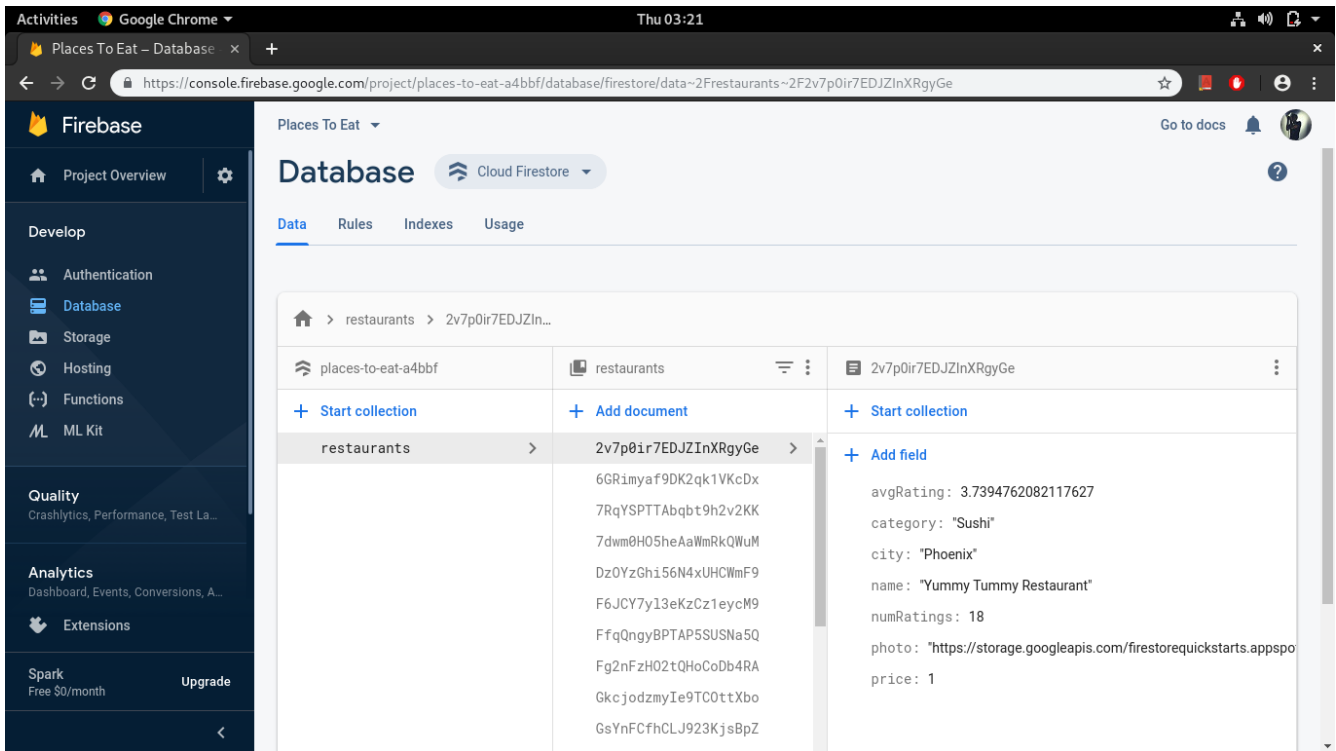 Activities Google Chrome Thu 03:21
Places To Eat – Database
https://console.firebase.google.com/project/places-to-eat-a4bbf/database/firestore/data~2Frestaurants~2F2v7p0ir7EDJZInXRgyGe
Firebase
Project Overview
Develop
Authentication
Database
Storage
Hosting
Functions
ML Kit
Quality
Crashlytics, Performance, Test La…
Analytics
Dashboard, Events, Conversions, A…
Extensions
Spark
Free $0/month
Upgrade
Places To Eat
Go to docs
Database Cloud Firestore
Data Rules Indexes Usage
restaurants > 2v7p0ir7EDJZIn…
places-to-eat-a4bbf
Start collection
restaurants
restaurants
Add document
2v7p0ir7EDJZInXRgyGe
6GRimyaf9DK2qk1VKcDx
7RqYSPTTAbqbt9h2v2KK
7dwm0HO5heAaWmRkQWuM
DzOYzGhi56N4xUHCWmF9
F6JCY7yl3eKzCz1eycM9
FfqQngyBPTAP5SUSNa5Q
Fg2nFzHO2tQHoCoDb4RA
GkcjodzmyIe9TCOttXbo
GsYnFCfhCLJ923KjsBpZ
2v7p0ir7EDJZInXRgyGe
Start collection
Add field
avgRating: 3.7394762082117627
category: "Sushi"
city: "Phoenix"
name: "Yummy Tummy Restaurant"
numRatings: 18
photo: "https://storage.googleapis.com/firestorequickstarts.appspo
price: 1